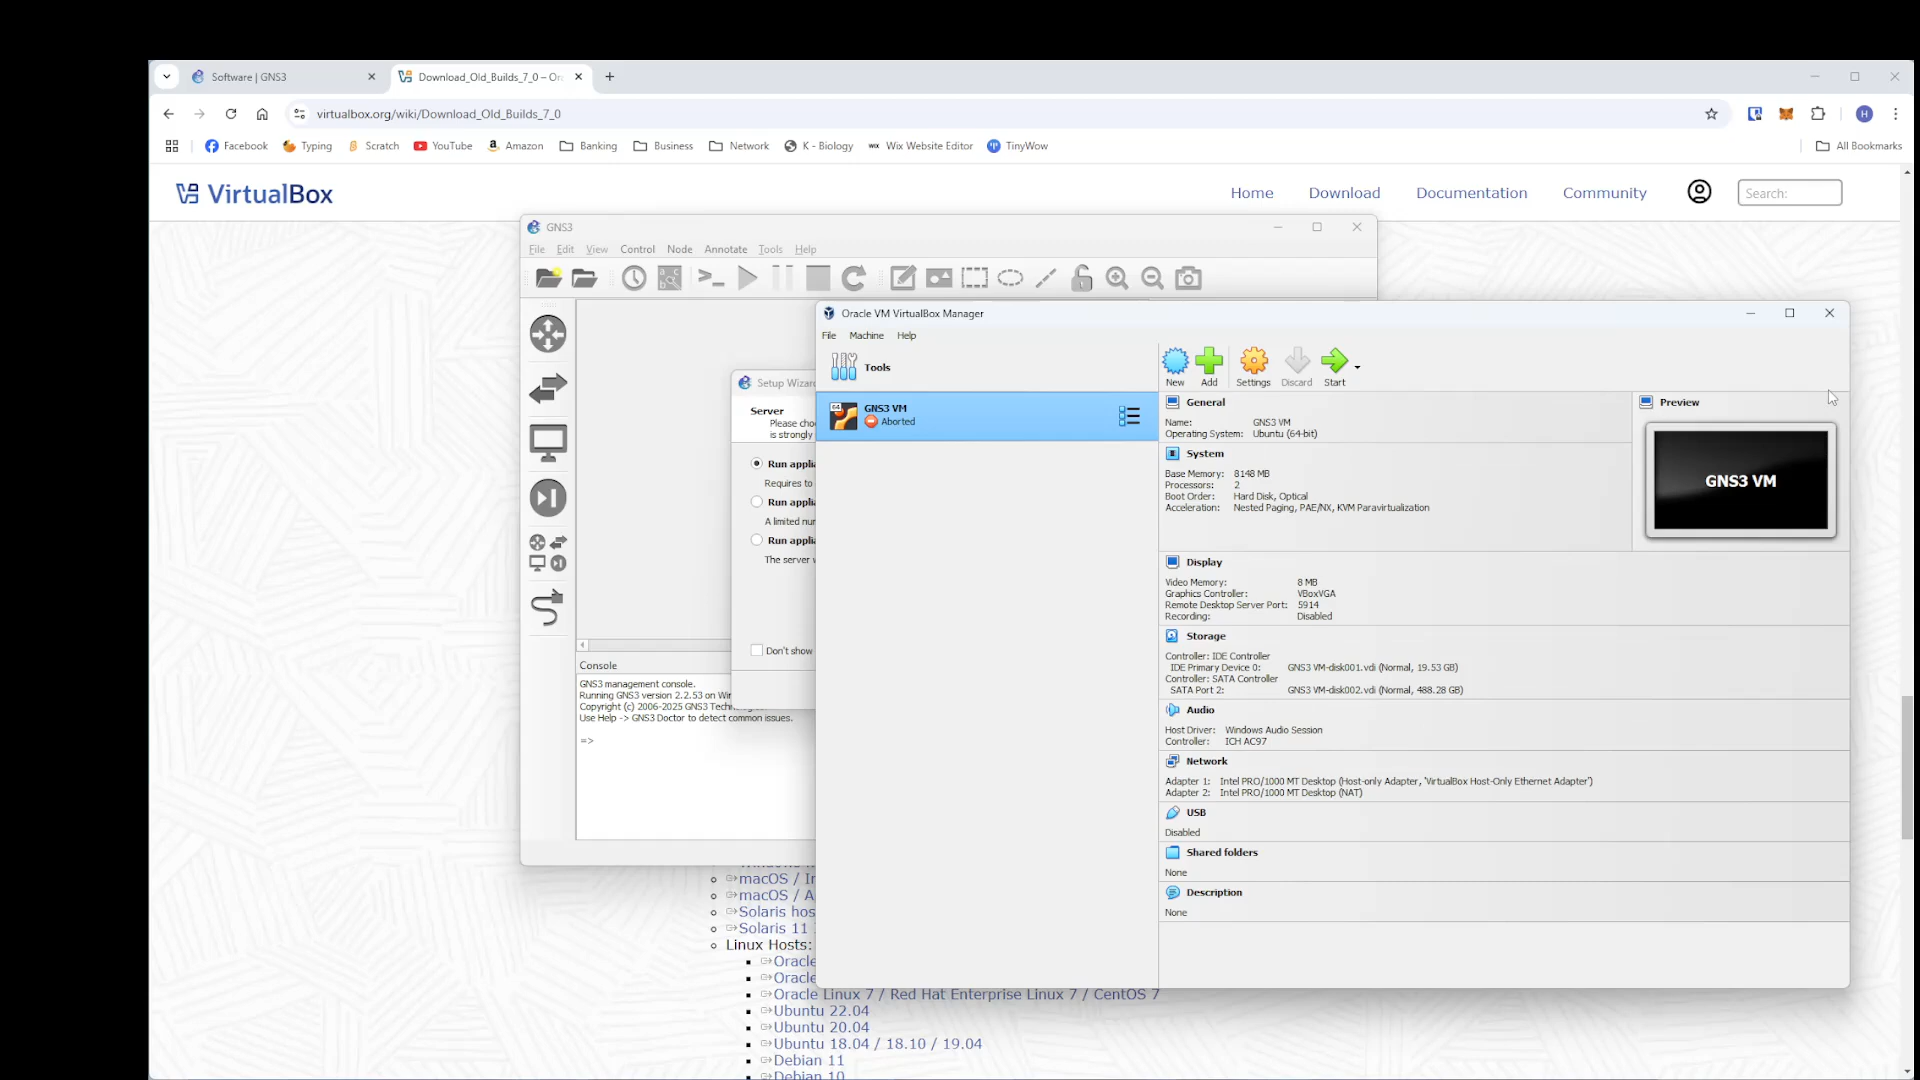 Software | GNS3
Download_Old_Builds_7_0 – Or
virtualbox.org/wiki/Download_Old_Builds_7_0
H
Facebook
Typing
Scratch
YouTube
Amazon
Banking
Business
Network
K - Biology
WIX Wix Website Editor
TinyWow
All Bookmarks
VirtualBox
Home
Download
Documentation
Community
Search:
GNS3
File Edit View Control Node Annotate Tools Help
Setup Wizar
Server
Please cho
is strongly
Run appli
Requires to
Run appli
A limited nu
Run appli
The server
Don't show
Console
GNS3 management console.
Running GNS3 version 2.2.53 on Wi
Copyright (c) 2006-2025 GNS3 Tech
Use Help -> GNS3 Doctor to detect common issues.
=>
Oracle VM VirtualBox Manager
File Machine Help
Tools
New
Add
Settings
Discard
Start
64
GNS3 VM
Aborted
General
Name: GNS3 VM
Operating System: Ubuntu (64-bit)
Preview
GNS3 VM
System
Base Memory: 8148 MB
Processors: 2
Boot Order: Hard Disk, Optical
Acceleration: Nested Paging, PAE/NX, KVM Paravirtualization
Display
Video Memory: 8 MB
Graphics Controller: VBoxVGA
Remote Desktop Server Port: 5914
Recording: Disabled
Storage
Controller: IDE Controller
IDE Primary Device 0: GNS3 VM-disk001.vdi (Normal, 19.53 GB)
Controller: SATA Controller
SATA Port 2: GNS3 VM-disk002.vdi (Normal, 488.28 GB)
Audio
Host Driver: Windows Audio Session
Controller: ICH AC97
Network
Adapter 1: Intel PRO/1000 MT Desktop (Host-only Adapter, 'VirtualBox Host-Only Ethernet Adapter')
Adapter 2: Intel PRO/1000 MT Desktop (NAT)
USB
Disabled
Shared folders
None
Description
None
macOS / In
macOS / A
Solaris hos
Solaris 11
Linux Hosts:
Oracle
Oracle
Oracle Linux 7 / Red Hat Enterprise Linux 7 / CentOS 7
Ubuntu 22.04
Ubuntu 20.04
Ubuntu 18.04 / 18.10 / 19.04
Debian 11
Debian 10